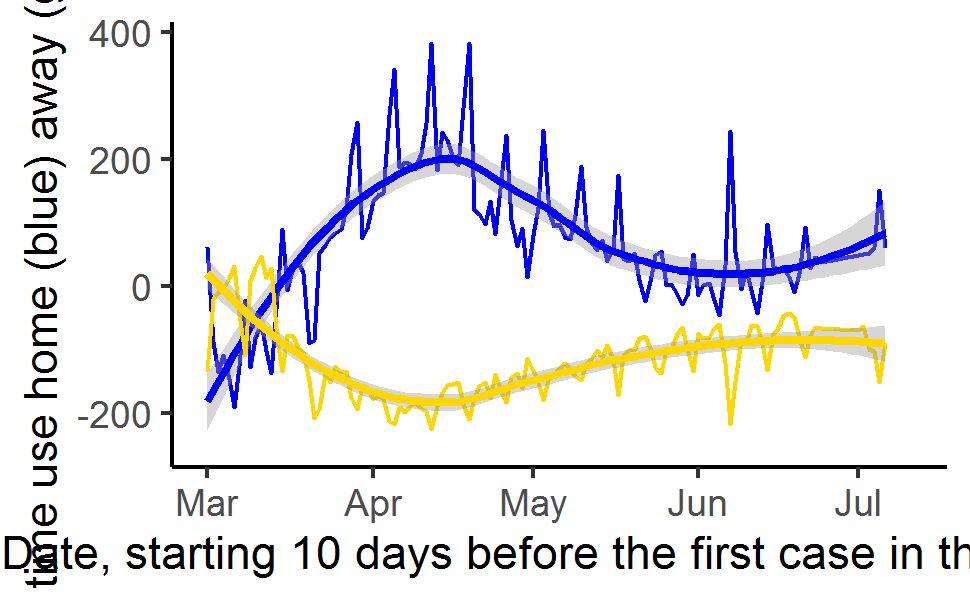 time use home (blue) away (
400
200
0
-200
Mar Apr May Jun Jul
Date, starting 10 days before the first case in th